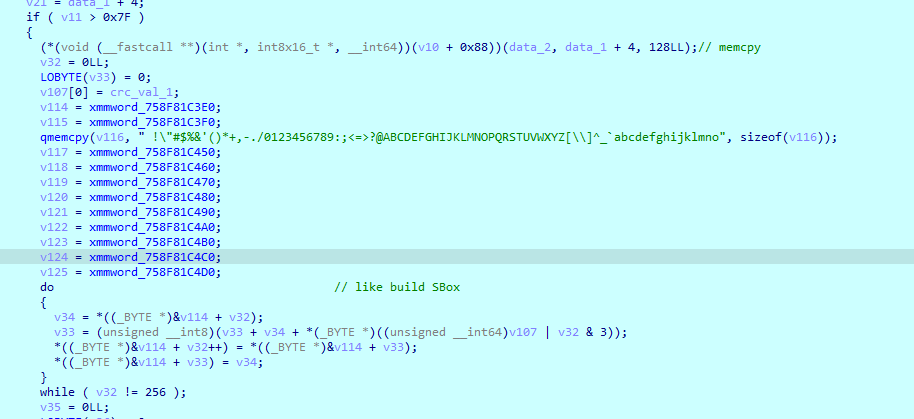 v21 = data_1 + 4;
if ( v11 > 0x7F )
{
(*(void (__fastcall **)(int *, int8x16_t *, __int64))(v10 + 0x88))(data_2, data_1 + 4, 128LL);// memcpy
v32 = 0LL;
LOBYTE(v33) = 0;
v107[0] = crc_val_1;
v114 = xmmword_758F81C3E0;
v115 = xmmword_758F81C3F0;
qmemcpy(v116, " !\"#$%&'()*+,-./0123456789:;<=>?@ABCDEFGHIJKLMNOPQRSTUVWXYZ[\\]^_`abcdefghijklmno", sizeof(v116));
v117 = xmmword_758F81C450;
v118 = xmmword_758F81C460;
v119 = xmmword_758F81C470;
v120 = xmmword_758F81C480;
v121 = xmmword_758F81C490;
v122 = xmmword_758F81C4A0;
v123 = xmmword_758F81C4B0;
v124 = xmmword_758F81C4C0;
v125 = xmmword_758F81C4D0;
do // like build SBox
{
v34 = *((_BYTE *)&v114 + v32);
v33 = (unsigned __int8)(v33 + v34 + *(_BYTE *)((unsigned __int64)v107 | v32 & 3));
*((_BYTE *)&v114 + v32++) = *((_BYTE *)&v114 + v33);
*((_BYTE *)&v114 + v33) = v34;
}
while ( v32 != 256 );
v35 = 0LL;